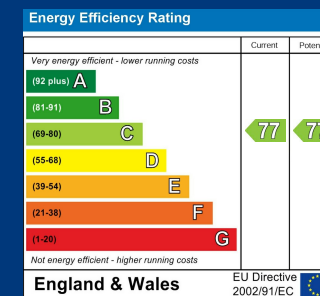 Energy Efficiency Rating
Current
Very energy efficient - lower running costs
(92 plus) A
(81-91) B
(69-80) C 77
(55-68) D
(39-54) E
(21-38) F
(1-20) G
Not energy efficient - higher running costs
England & Wales EU Directive
2002/91/EC